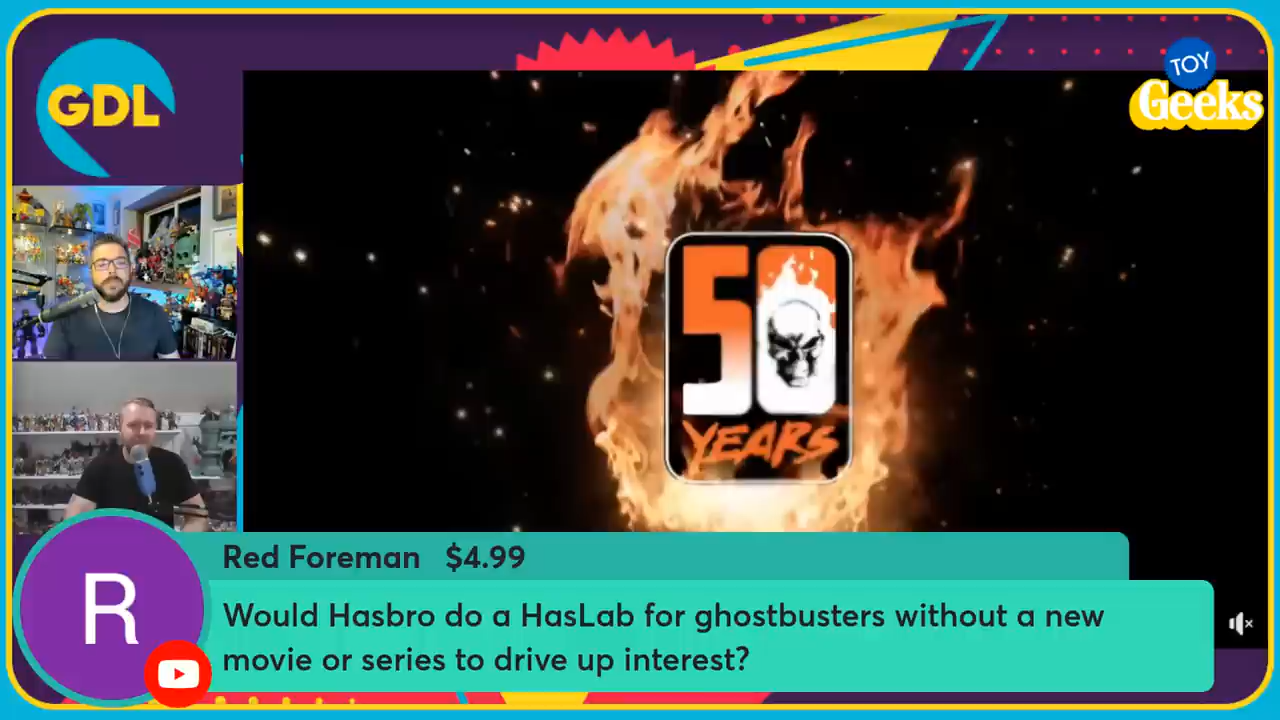 GDL
TOY
Geeks
50
YEARS
R
Red Foreman $4.99
Would Hasbro do a HasLab for ghostbusters without a new
movie or series to drive up interest?